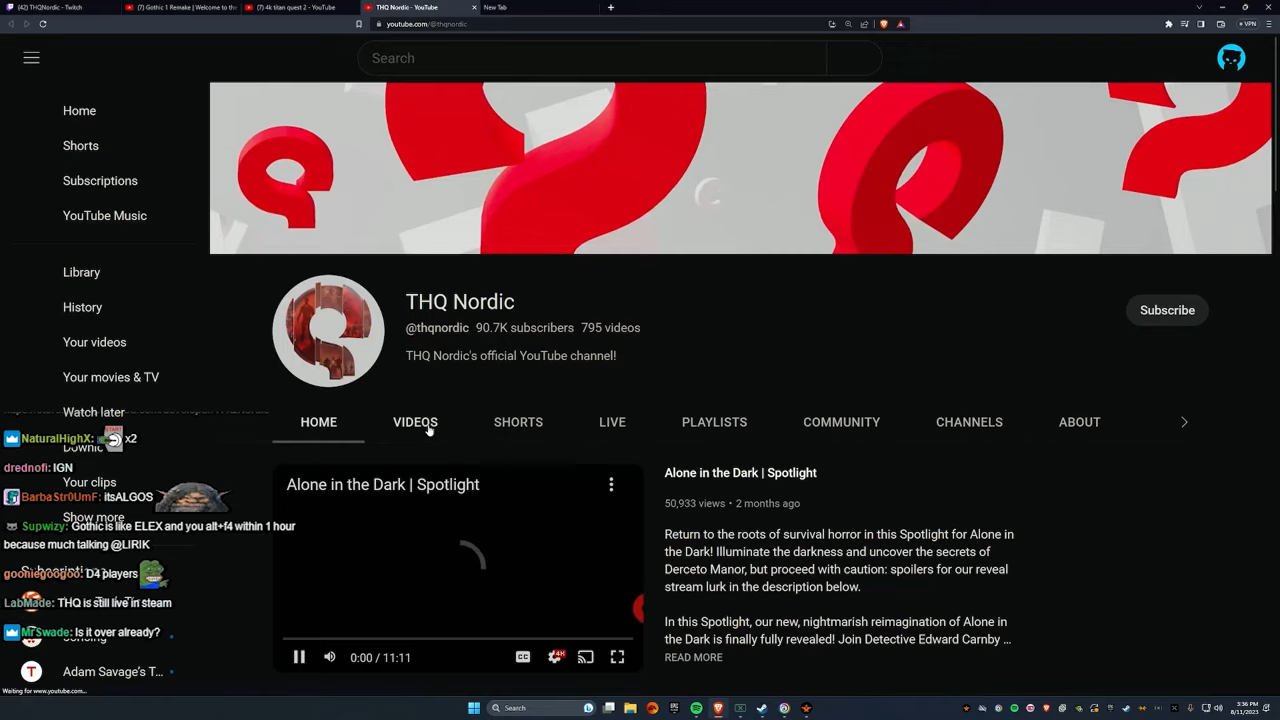 (42) THQNordic - Twitch
(7) Gothic 1 Remake | Welcome to the
(7) 4k titan quest 2 - YouTube
THQ Nordic - YouTube
New Tab
youtube.com/@thqnordic
VPN
Search
Home
Shorts
Subscriptions
YouTube Music
Library
History
Your videos
Your movies & TV
Watch later
Your clips
Show more
THQ Nordic
@thqnordic 90.7K subscribers 795 videos
THQ Nordic's official YouTube channel!
Subscribe
HOME
VIDEOS
SHORTS
LIVE
PLAYLISTS
COMMUNITY
CHANNELS
ABOUT
NaturalHighX: x2
drednofi: IGN
BarbaStr0UmF: itsALGOS
Supwizy: Gothic is like ELEX and you alt+f4 within 1 hour
because much talking @LIRIK
gooniegoogoo: D4 players
LabMade: THQ is still live in steam
MrSwade: Is it over already?
Adam Savage's T...
Alone in the Dark | Spotlight
0:00 / 11:11
4K
Alone in the Dark | Spotlight
50,933 views • 2 months ago
Return to the roots of survival horror in this Spotlight for Alone
in the Dark! Illuminate the darkness and uncover the secrets of
Derceto Manor, but proceed with caution: spoilers for our reveal
stream lurk in the description below.
In this Spotlight, our new, nightmarish reimagination of Alone in
the Dark is finally fully revealed! Join Detective Edward Carnby ...
READ MORE
Waiting for www.youtube.com...
Search
3:36 PM
8/11/2023